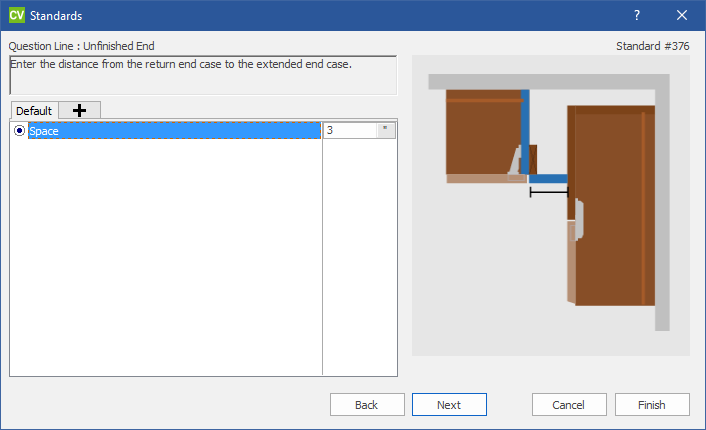 CV Standards ?
Question Line : Unfinished End Standard #376
Enter the distance from the return end case to the extended end case.
Default
Space 3 "
Back Next Cancel Finish